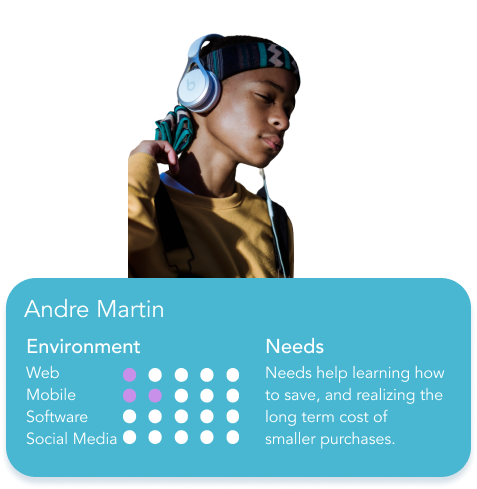 Andre Martin
Environment
Web
Mobile
Software
Social Media
Needs
Needs help learning how
to save, and realizing the
long term cost of
smaller purchases.